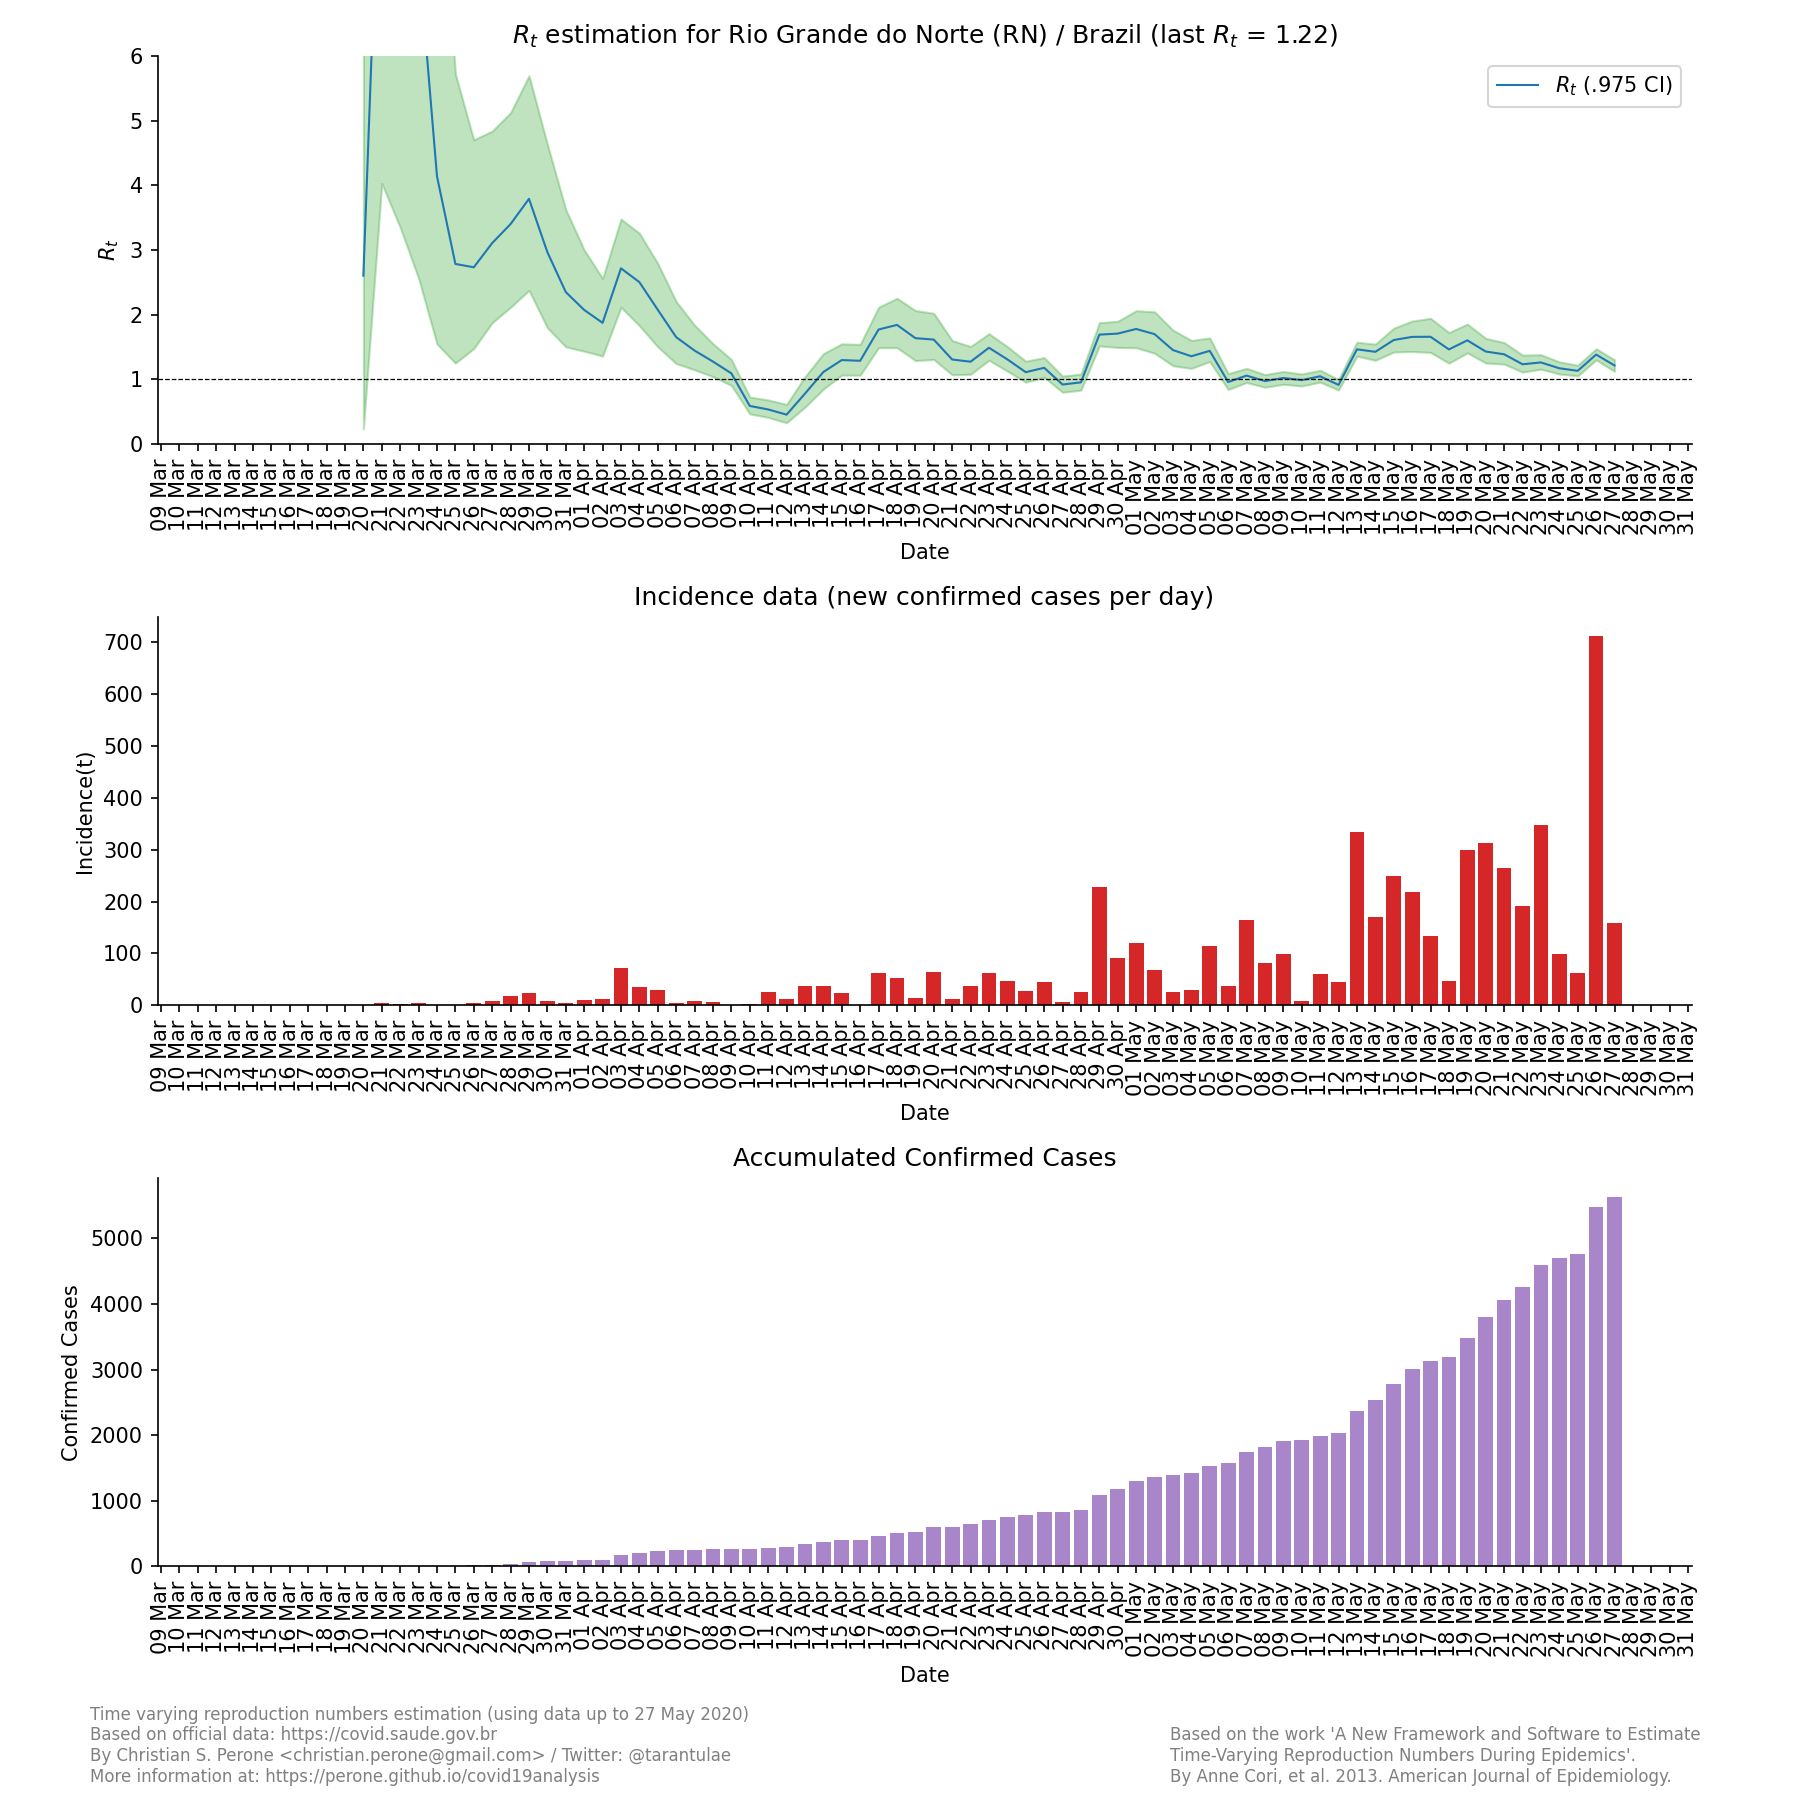 R_t estimation for Rio Grande do Norte (RN) / Brazil (last R_t = 1.22)
R_t (.975 CI)
6
5
4
3
2
1
0
R_t
09 Mar 10 Mar 11 Mar 12 Mar 13 Mar 14 Mar 15 Mar 16 Mar 17 Mar 18 Mar 19 Mar 20 Mar 21 Mar 22 Mar 23 Mar 24 Mar 25 Mar 26 Mar 27 Mar 28 Mar 29 Mar 30 Mar 31 Mar 01 Apr 02 Apr 03 Apr 04 Apr 05 Apr 06 Apr 07 Apr 08 Apr 09 Apr 10 Apr 11 Apr 12 Apr 13 Apr 14 Apr 15 Apr 16 Apr 17 Apr 18 Apr 19 Apr 20 Apr 21 Apr 22 Apr 23 Apr 24 Apr 25 Apr 26 Apr 27 Apr 28 Apr 29 Apr 30 Apr 01 May 02 May 03 May 04 May 05 May 06 May 07 May 08 May 09 May 10 May 11 May 12 May 13 May 14 May 15 May 16 May 17 May 18 May 19 May 20 May 21 May 22 May 23 May 24 May 25 May 26 May 27 May 28 May 29 May 30 May 31 May
Date
Incidence data (new confirmed cases per day)
700
600
500
400
300
200
100
0
Incidence(t)
09 Mar 10 Mar 11 Mar 12 Mar 13 Mar 14 Mar 15 Mar 16 Mar 17 Mar 18 Mar 19 Mar 20 Mar 21 Mar 22 Mar 23 Mar 24 Mar 25 Mar 26 Mar 27 Mar 28 Mar 29 Mar 30 Mar 31 Mar 01 Apr 02 Apr 03 Apr 04 Apr 05 Apr 06 Apr 07 Apr 08 Apr 09 Apr 10 Apr 11 Apr 12 Apr 13 Apr 14 Apr 15 Apr 16 Apr 17 Apr 18 Apr 19 Apr 20 Apr 21 Apr 22 Apr 23 Apr 24 Apr 25 Apr 26 Apr 27 Apr 28 Apr 29 Apr 30 Apr 01 May 02 May 03 May 04 May 05 May 06 May 07 May 08 May 09 May 10 May 11 May 12 May 13 May 14 May 15 May 16 May 17 May 18 May 19 May 20 May 21 May 22 May 23 May 24 May 25 May 26 May 27 May 28 May 29 May 30 May 31 May
Date
Accumulated Confirmed Cases
5000
4000
3000
2000
1000
0
Confirmed Cases
09 Mar 10 Mar 11 Mar 12 Mar 13 Mar 14 Mar 15 Mar 16 Mar 17 Mar 18 Mar 19 Mar 20 Mar 21 Mar 22 Mar 23 Mar 24 Mar 25 Mar 26 Mar 27 Mar 28 Mar 29 Mar 30 Mar 31 Mar 01 Apr 02 Apr 03 Apr 04 Apr 05 Apr 06 Apr 07 Apr 08 Apr 09 Apr 10 Apr 11 Apr 12 Apr 13 Apr 14 Apr 15 Apr 16 Apr 17 Apr 18 Apr 19 Apr 20 Apr 21 Apr 22 Apr 23 Apr 24 Apr 25 Apr 26 Apr 27 Apr 28 Apr 29 Apr 30 Apr 01 May 02 May 03 May 04 May 05 May 06 May 07 May 08 May 09 May 10 May 11 May 12 May 13 May 14 May 15 May 16 May 17 May 18 May 19 May 20 May 21 May 22 May 23 May 24 May 25 May 26 May 27 May 28 May 29 May 30 May 31 May
Date
Time varying reproduction numbers estimation (using data up to 27 May 2020)
Based on official data: https://covid.saude.gov.br
By Christian S. Perone <christian.perone@gmail.com> / Twitter: @tarantulae
More information at: https://perone.github.io/covid19analysis
Based on the work 'A New Framework and Software to Estimate
Time-Varying Reproduction Numbers During Epidemics'.
By Anne Cori, et al. 2013. American Journal of Epidemiology.